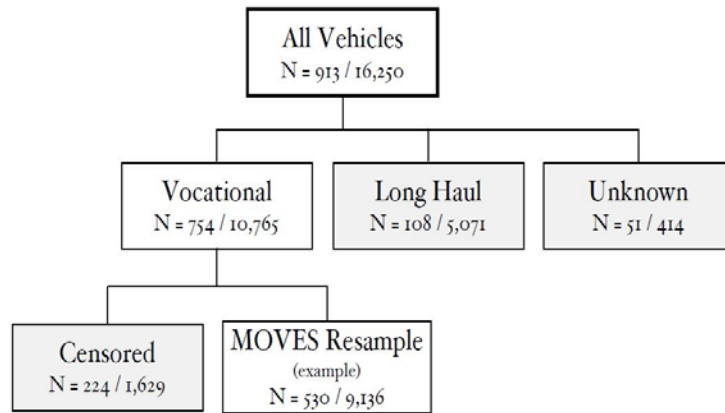 All Vehicles
N = 913 / 16,250
Vocational
N = 754 / 10,765
Long Haul
N = 108 / 5,071
Unknown
N = 51 / 414
Censored
N = 224 / 1,629
MOVES Resample
(example)
N = 530 / 9,136